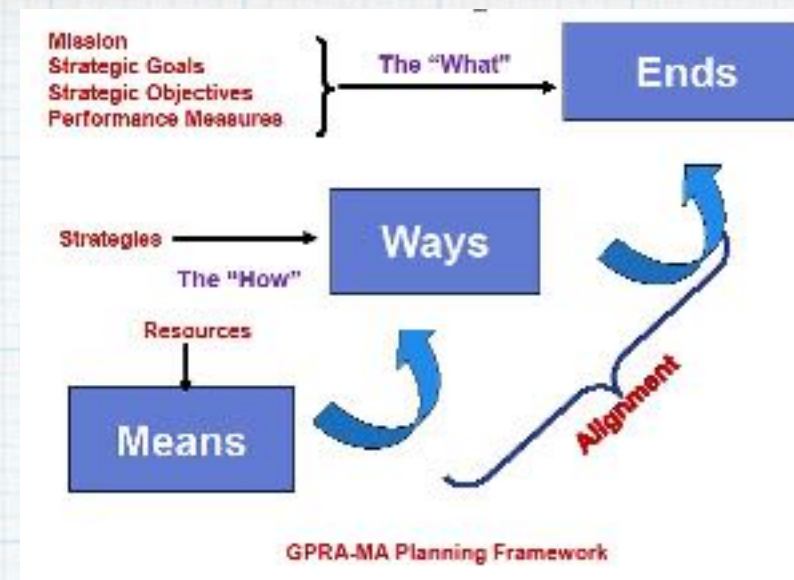 Mission
Strategic Goals
Strategic Objectives
Performance Measures
The “What”
Ends
Strategies
Ways
The “How”
Resources
Means
Alignment
GPRA-MA Planning Framework